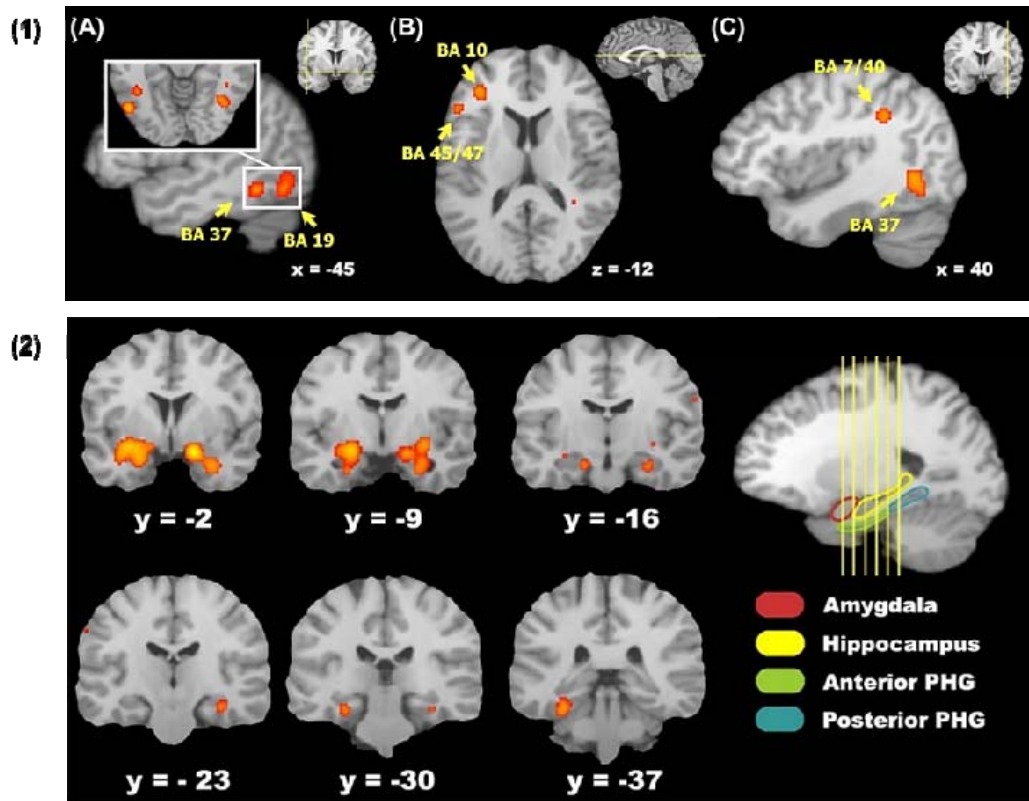 (1)
(A)
(B)
(C)
BA 10
BA 7/40
BA 45/47
BA 37
BA 19
BA 37
x = -45
z = -12
x = 40
(2)
y = -2
y = -9
y = -16
Amygdala
Hippocampus
Anterior PHG
Posterior PHG
y = - 23
y = -30
y = -37